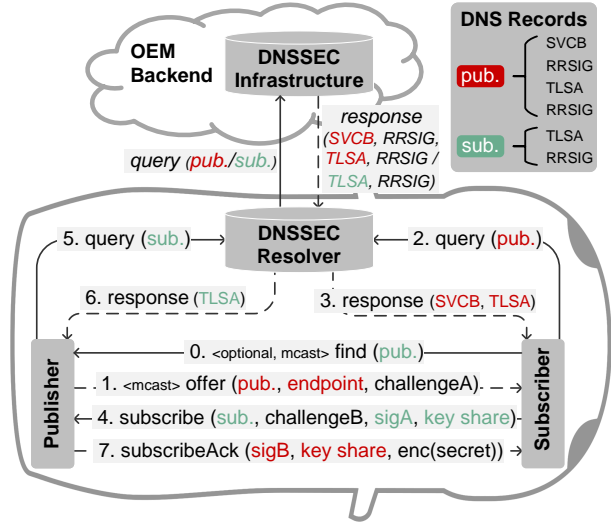 OEM
Backend
DNSSEC
Infrastructure
DNS Records
pub.
SVCB
RRSIG
TLSA
RRSIG
sub.
TLSA
RRSIG
query (pub./sub.)
response
(SVCB, RRSIG,
TLSA, RRSIG /
TLSA, RRSIG)
5. query (sub.)
DNSSEC
Resolver
2. query (pub.)
6. response (TLSA)
3. response (SVCB, TLSA)
Publisher
Subscriber
0. <optional, mcast> find (pub.)
1. <mcast> offer (pub., endpoint, challengeA)
4. subscribe (sub., challengeB, sigA, key share)
7. subscribeAck (sigB, key share, enc(secret))